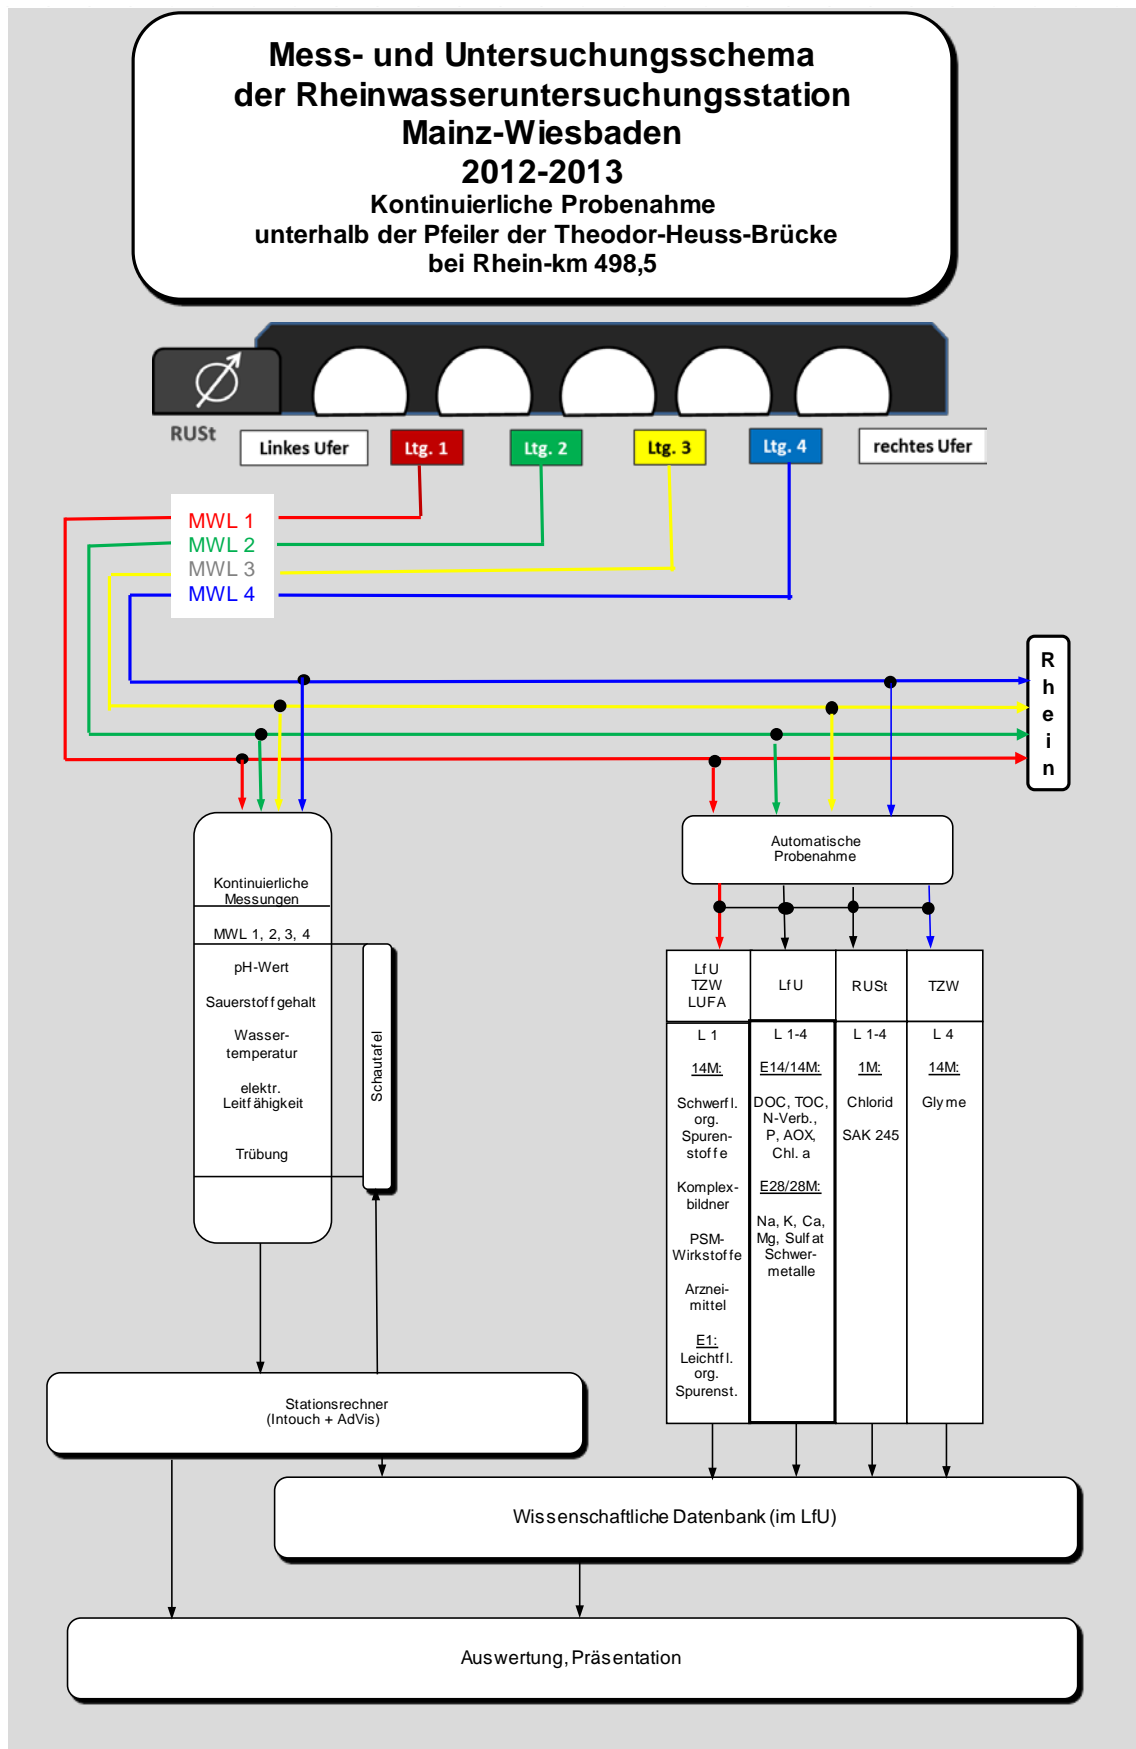 Mess- und Untersuchungsschema
der Rheinwasseruntersuchungsstation
Mainz-Wiesbaden
2012-2013
Kontinuierliche Probenahme
unterhalb der Pfeiler der Theodor-Heuss-Brücke
bei Rhein-km 498,5
RUSt
Linkes Ufer
Ltg. 1
Ltg. 2
Ltg. 3
Ltg. 4
rechtes Ufer
MWL 1
MWL 2
MWL 3
MWL 4
Rhein
Kontinuierliche
Messungen
MWL 1, 2, 3, 4
pH-Wert
Sauerstoffgehalt
Wasser-
temperatur
elektr.
Leitfähigkeit
Trübung
Schautafel
Automatische
Probenahme
LfU
TZW
LUFA
L 1
14M:
Schwerfl.
org.
Spuren-
stoffe
Komplex-
bildner
PSM-
Wirkstoffe
Arznei-
mittel
E1:
Leichtfl.
org.
Spurenst.
LfU
L 1-4
E14/14M:
DOC, TOC,
N-Verb.,
P, AOX,
Chl. a
E28/28M:
Na, K, Ca,
Mg, Sulfat
Schwer-
metalle
RUSt
L 1-4
1M:
Chlorid
SAK 245
TZW
L 4
14M:
Glyme
Stationsrechner
(Intouch + AdVis)
Wissenschaftliche Datenbank (im LfU)
Auswertung, Präsentation